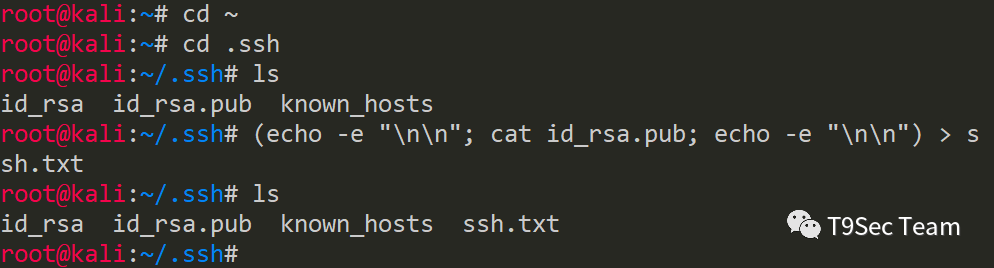 root@kali:~# cd ~
root@kali:~# cd .ssh
root@kali:~/.ssh# ls
id_rsa  id_rsa.pub  known_hosts
root@kali:~/.ssh# (echo -e "\n\n"; cat id_rsa.pub; echo -e "\n\n") > s
sh.txt
root@kali:~/.ssh# ls
id_rsa  id_rsa.pub  known_hosts  ssh.txt
T9Sec Team
root@kali:~/.ssh#